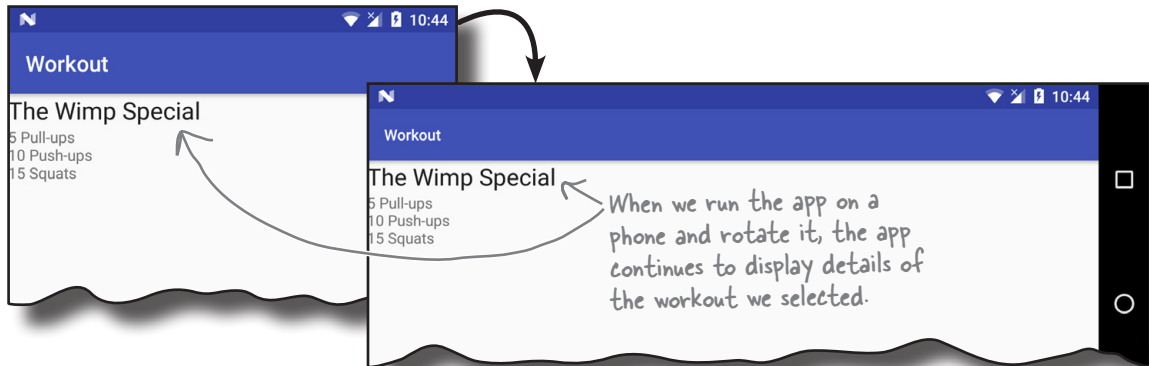 10:44
Workout
The Wimp Special
5 Pull-ups
10 Push-ups
15 Squats
10:44
Workout
The Wimp Special
5 Pull-ups
10 Push-ups
15 Squats
When we run the app on a
phone and rotate it, the app
continues to display details of
the workout we selected.